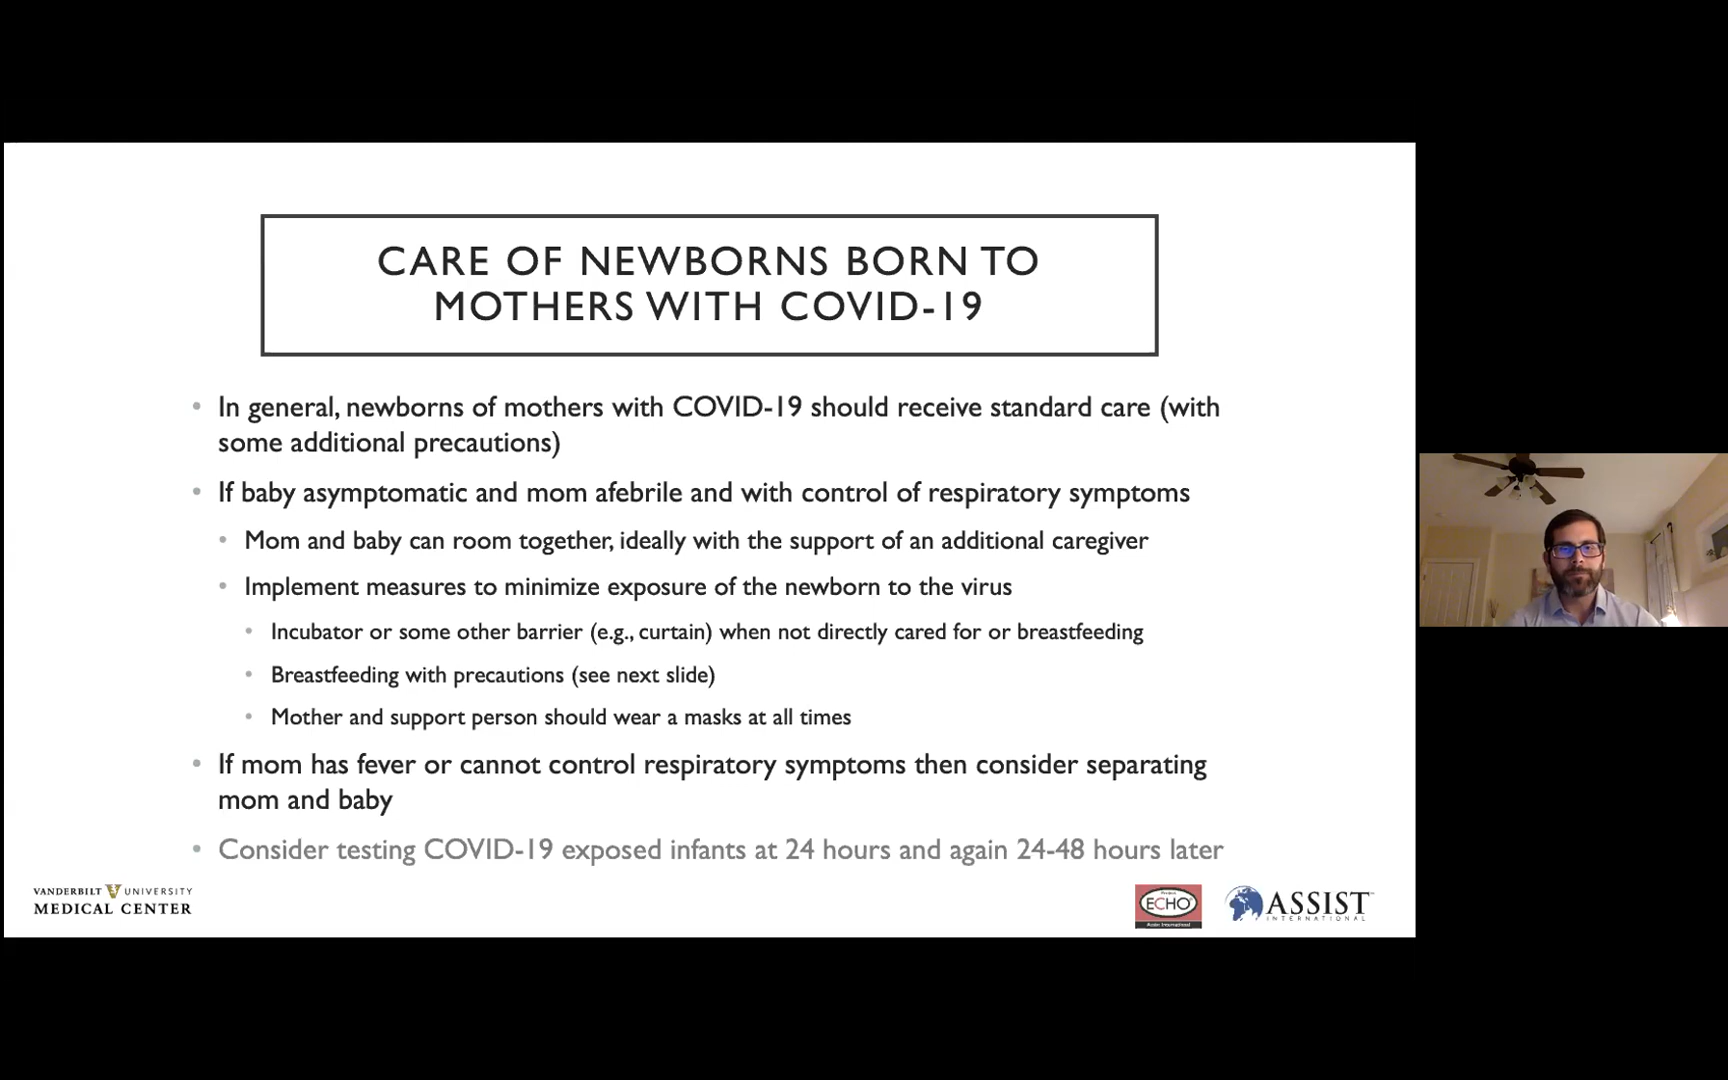 CARE OF NEWBORNS BORN TO
MOTHERS WITH COVID-19
• In general, newborns of mothers with COVID-19 should receive standard care (with
some additional precautions)
• If baby asymptomatic and mom afebrile and with control of respiratory symptoms
• Mom and baby can room together, ideally with the support of an additional caregiver
• Implement measures to minimize exposure of the newborn to the virus
• Incubator or some other barrier (e.g., curtain) when not directly cared for or breastfeeding
• Breastfeeding with precautions (see next slide)
• Mother and support person should wear a masks at all times
• If mom has fever or cannot control respiratory symptoms then consider separating
mom and baby
• Consider testing COVID-19 exposed infants at 24 hours and again 24-48 hours later
VANDERBILT V UNIVERSITY
MEDICAL CENTER
Project
ECHO®
Assist International
ASSIST™
INTERNATIONAL